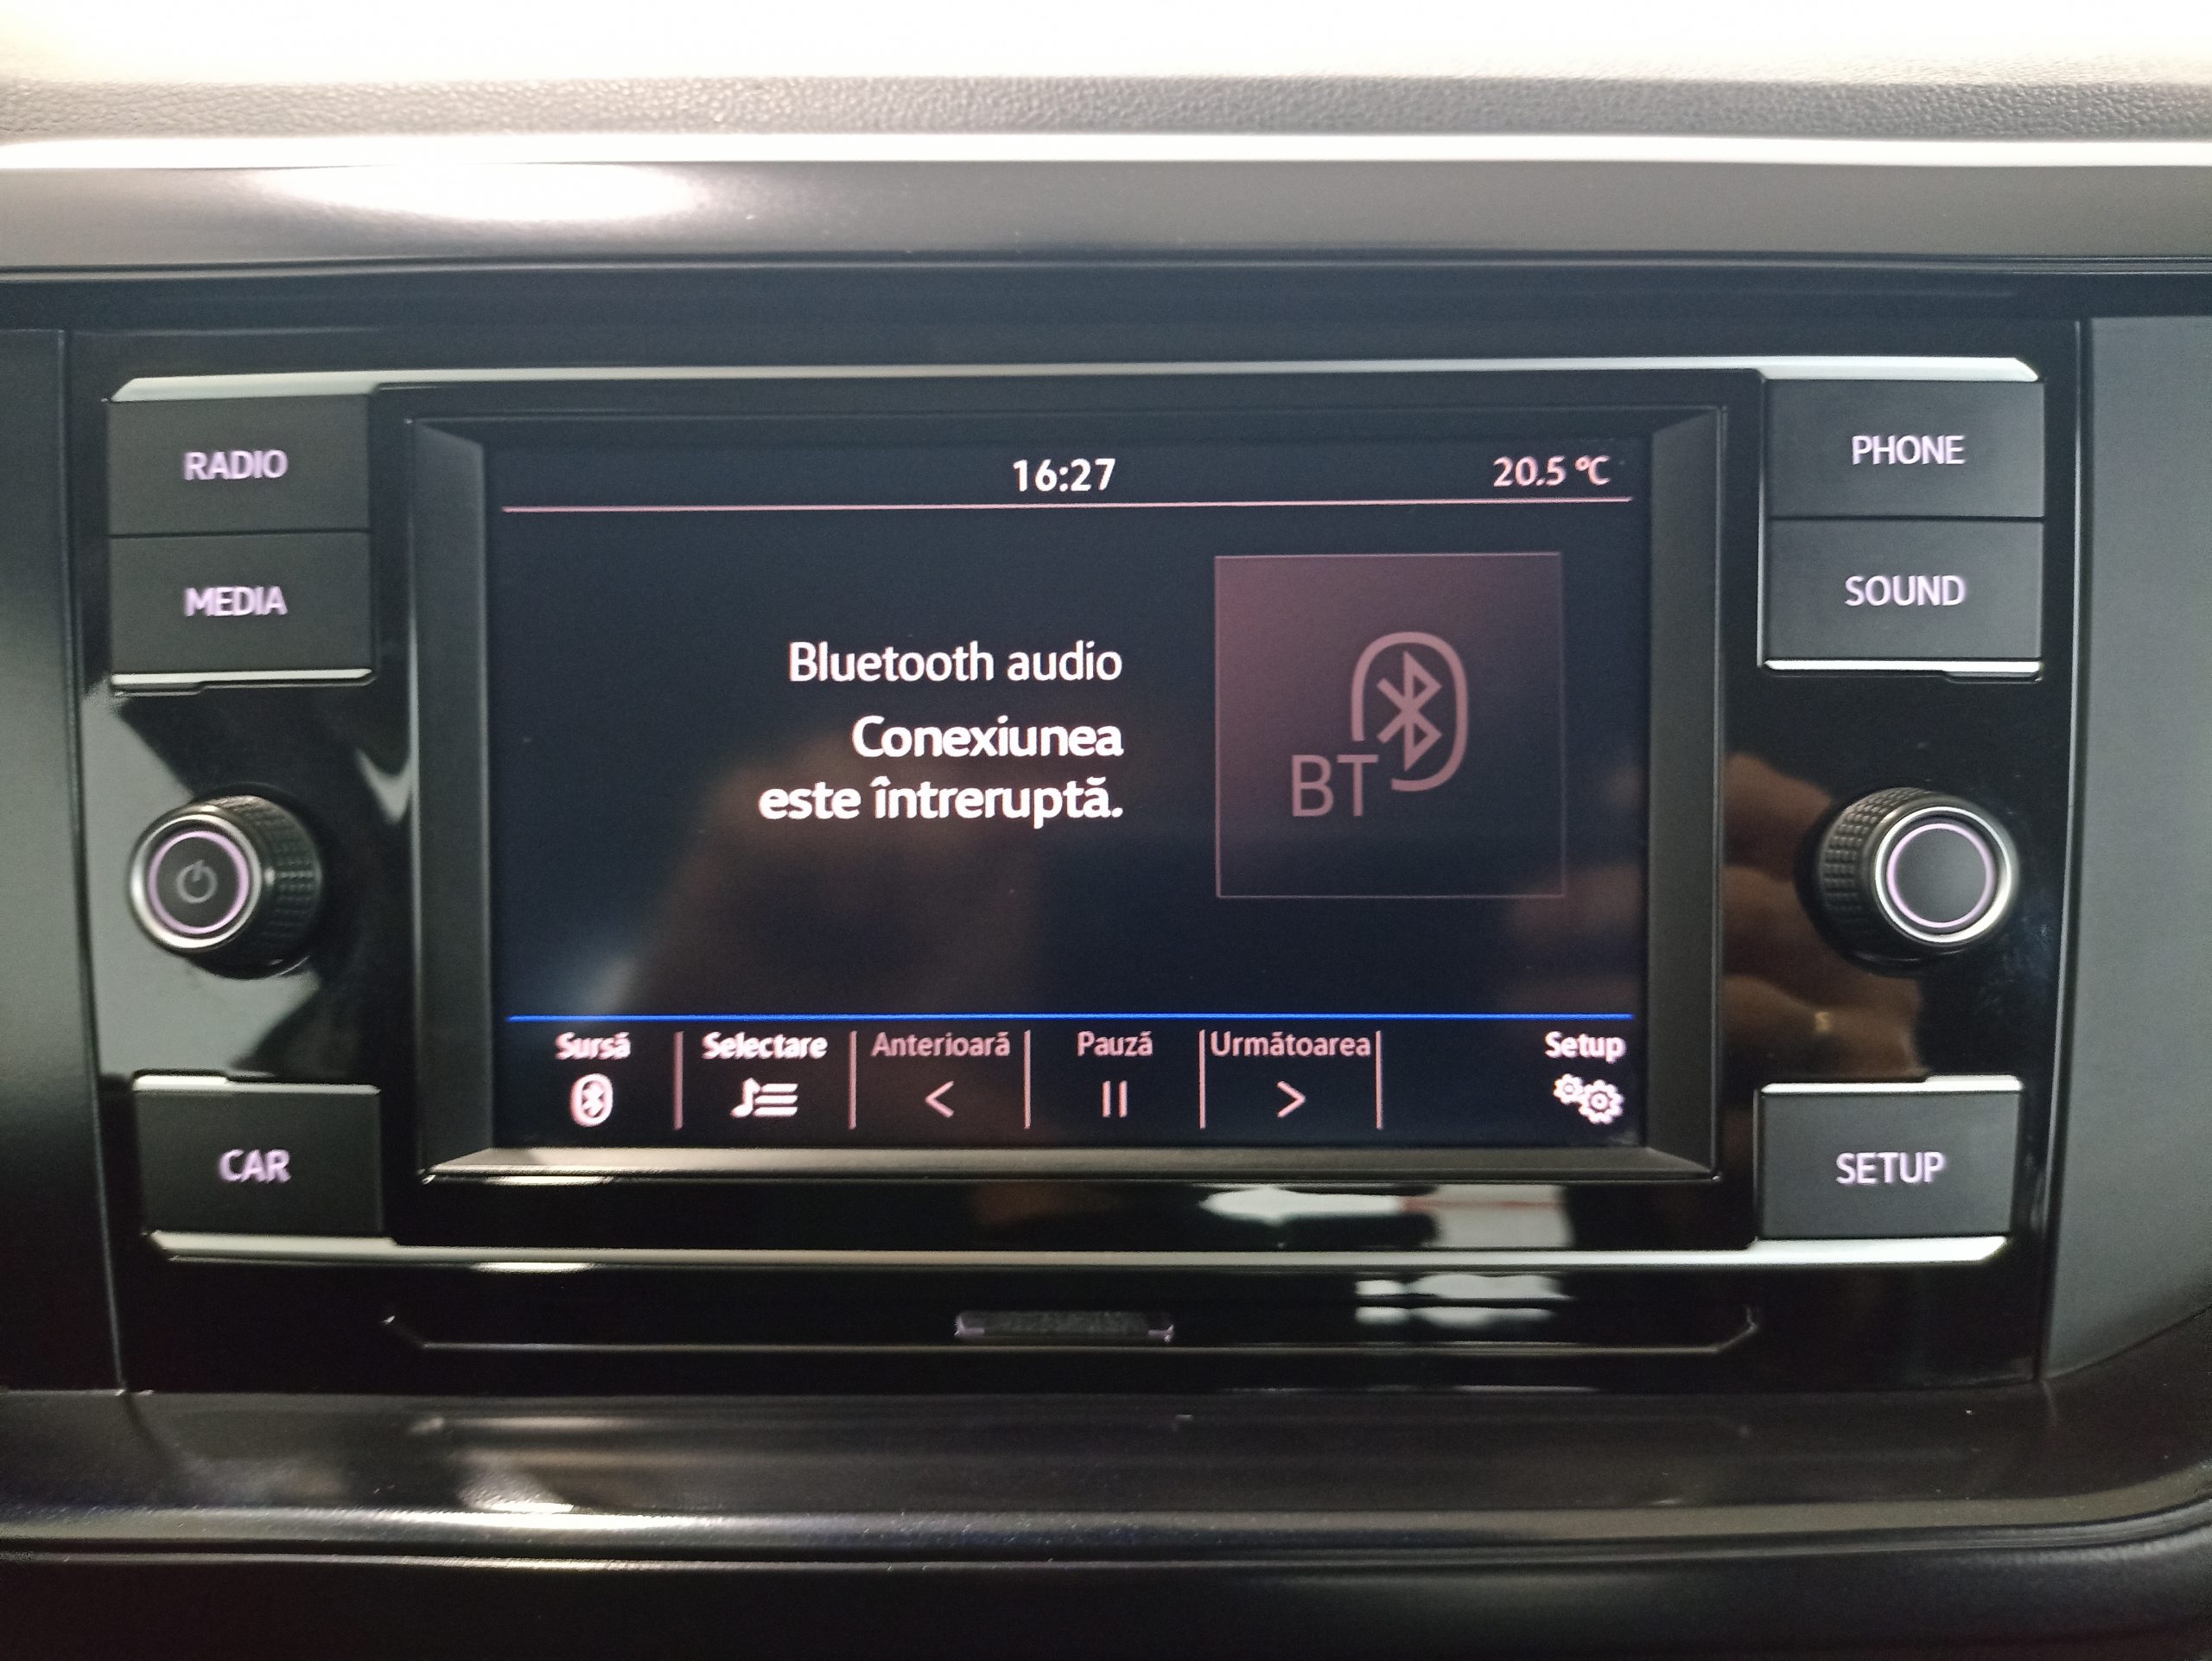 RADIO
MEDIA
CAR
16:27
20.5 °C
Bluetooth audio
Conexiunea
este întreruptă.
BT
Sursă
Selectare
Anterioară
Pauză
Următoarea
Setup
PHONE
SOUND
SETUP